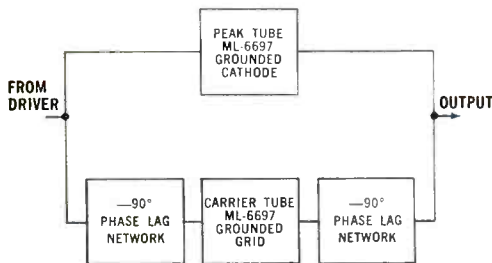 PEAK TUBE
ML-6697
GROUNDED
CATHODE
FROM
DRIVER
OUTPUT
—90°
PHASE LAG
NETWORK
CARRIER TUBE
ML-6697
GROUNDED
GRID
—90°
PHASE LAG
NETWORK